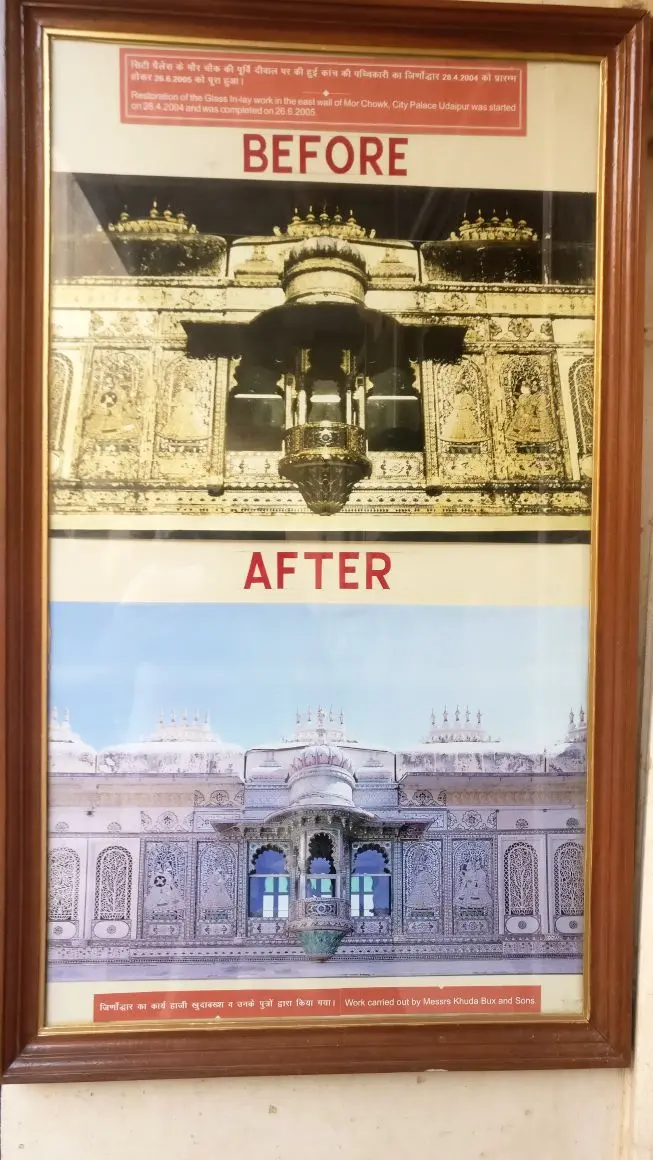 सिटी पैलेस के मौर चौक की पूर्वि दीवाल पर की हुई कांच की पच्चिकारी का जिर्णोद्धार 28.4.2004 को प्रारम्भ
होकर 26.6.2005 को पूरा हुआ।
Restoration of the Glass In-lay work in the east wall of Mor Chowk, City Palace Udaipur was started
on 28.4.2004 and was completed on 26.6.2005.
BEFORE
AFTER
जिर्णोद्धार का कार्य हाजी खुदाबख्श व उनके पुत्रों द्वारा किया गया। Work carried out by Messrs Khuda Bux and Sons.